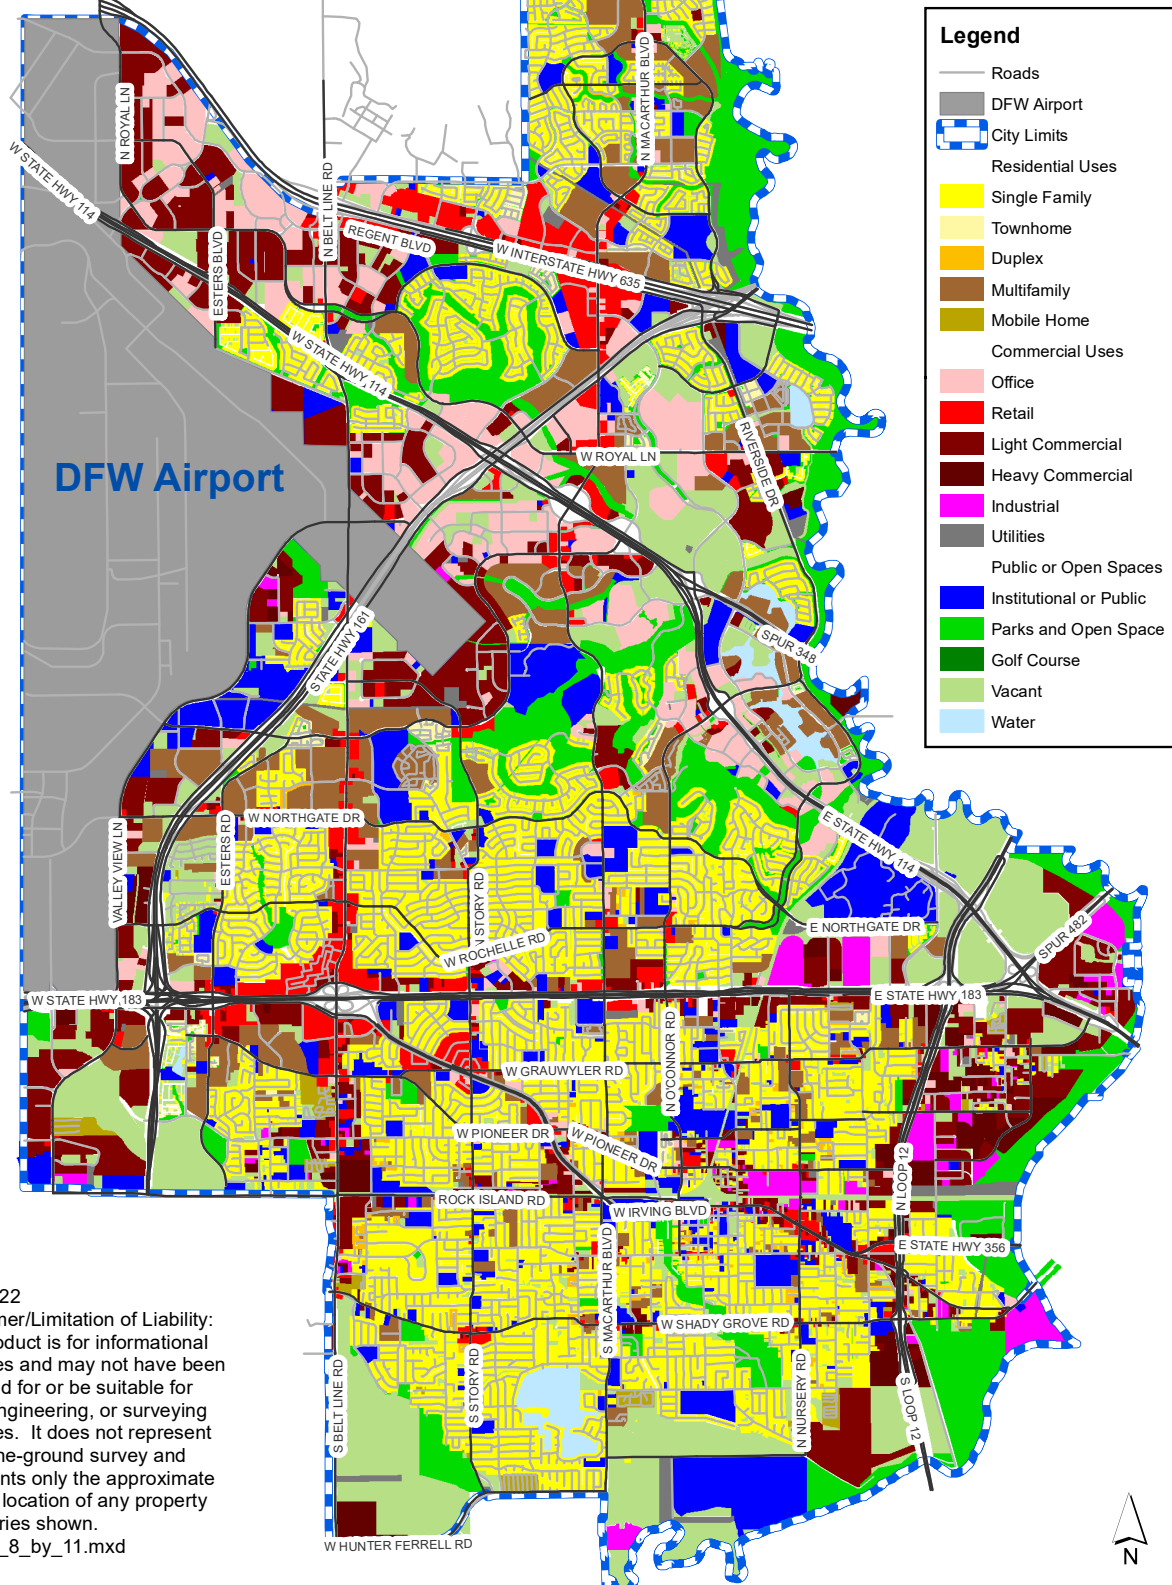 Legend
Roads
DFW Airport
City Limits
Residential Uses
Single Family
Townhome
Duplex
Multifamily
Mobile Home
Commercial Uses
Office
Retail
Light Commercial
Heavy Commercial
Industrial
Utilities
Public or Open Spaces
Institutional or Public
Parks and Open Space
Golf Course
Vacant
Water
N MACARTHUR BLVD
N ROYAL LN
W STATE HWY 114
N BELT LINE RD
REGENT BLVD
ESTERS BLVD
W INTERSTATE HWY 635
W STATE HWY 114
RIVERSIDE DR
W ROYAL LN
DFW Airport
STATE HWY 161
SPUR 348
W NORTHGATE DR
ESTERS RD
VALLEY VIEW LN
E STATE HWY 114
N STORY RD
W ROCHELLE RD
E NORTHGATE DR
SPUR 482
W STATE HWY 183
E STATE HWY 183
N O'CONNOR RD
W GRAUWYLER RD
W PIONEER DR
W PIONEER DR
N LOOP 12
ROCK ISLAND RD
W IRVING BLVD
E STATE HWY 356
S MACARTHUR BLVD
W SHADY GROVE RD
S BELT LINE RD
S STORY RD
N NURSERY RD
S LOOP 12
W HUNTER FERRELL RD
22
mer/Limitation of Liability:
oduct is for informational
es and may not have been
d for or be suitable for
ngineering, or surveying
es.  It does not represent
ne-ground survey and
nts only the approximate
location of any property
ries shown.
_8_by_11.mxd
N